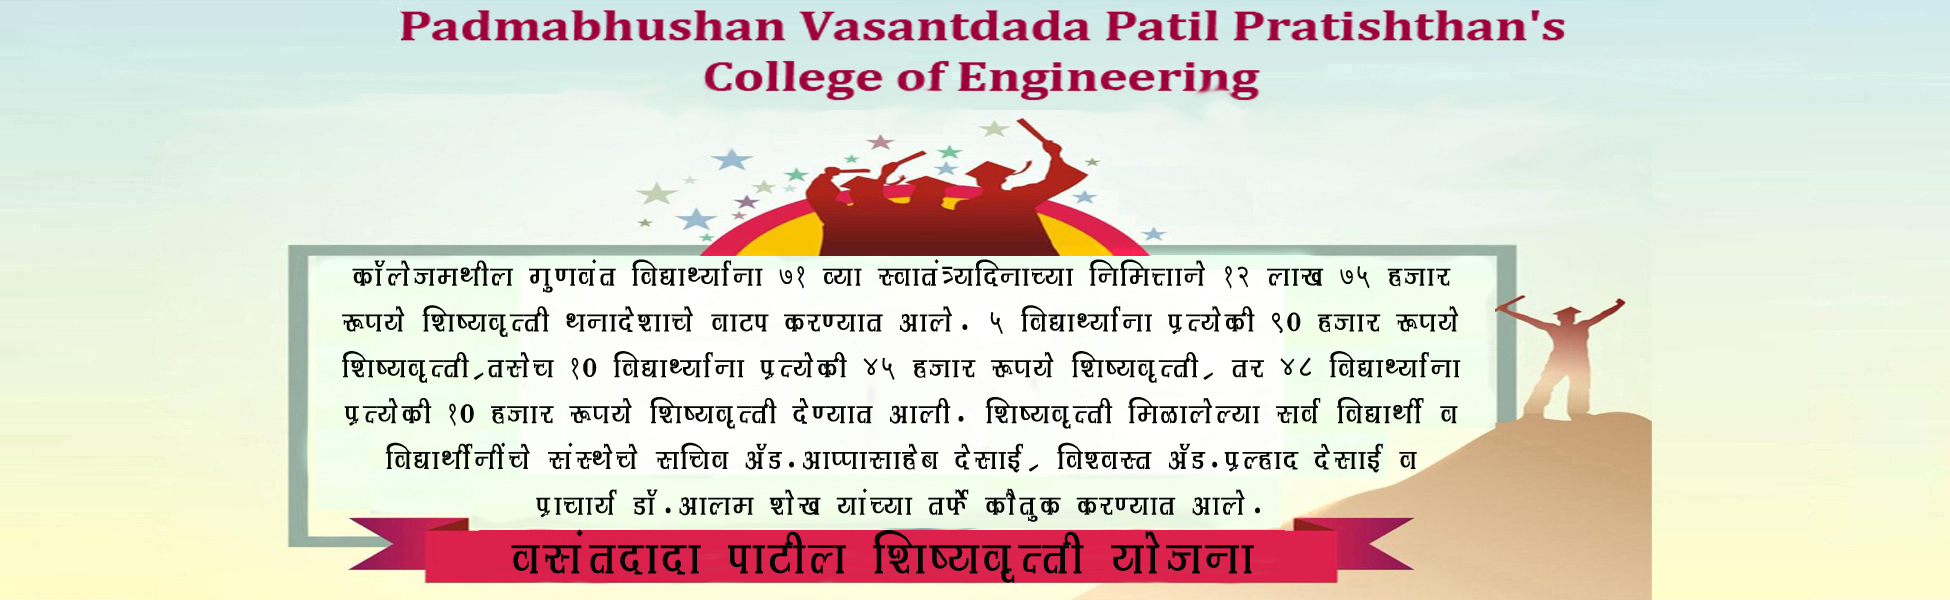 Padmabhushan Vasantdada Patil Pratishthan's
College of Engineering
कॉलेजमधील गुणवंत विद्यार्थ्यांना ७१ व्या स्वातंत्र्यदिनाच्या निमित्ताने १२ लाख ७५ हजार
रूपये शिष्यवृत्ती धनादेशाचे वाटप करण्यात आले. ५ विद्यार्थ्यांना प्रत्येकी ९0 हजार रूपये
शिष्यवृत्ती,तसेच १0 विद्यार्थ्यांना प्रत्येकी ४५ हजार रूपये शिष्यवृत्ती, तर ४८ विद्यार्थ्यांना
प्रत्येकी १0 हजार रूपये शिष्यवृत्ती देण्यात आली. शिष्यवृत्ती मिळालेल्या सर्व विद्यार्थी व
विद्यार्थीनींचे संस्थेचे सचिव अँड.आप्पासाहेब देसाई, विश्वस्त अँड.प्रल्हाद देसाई व
प्राचार्य डॉ.आलम शेख यांच्या तर्फे कौतुक करण्यात आले.
वसंतदादा पाटील शिष्यवृत्ती योजना